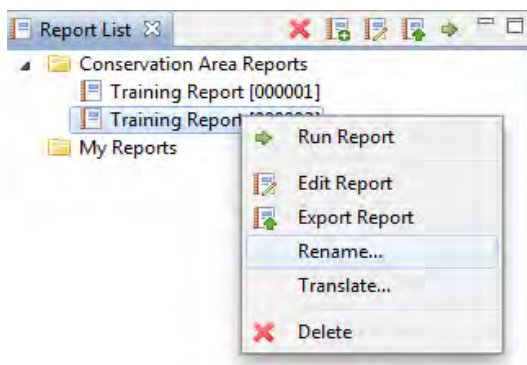 Report List
Conservation Area Reports
Training Report [000001]
Training Report
My Reports
Run Report
Edit Report
Export Report
Rename...
Translate...
Delete